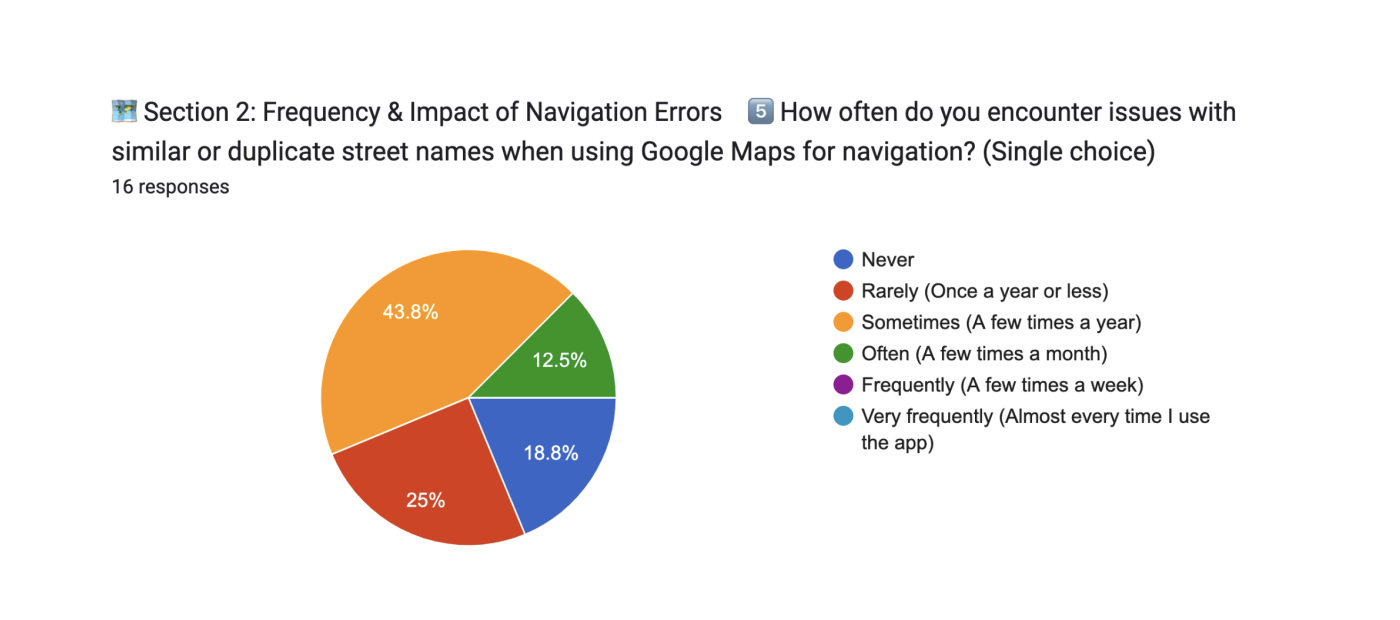 🗺️ Section 2: Frequency & Impact of Navigation Errors 5️⃣ How often do you encounter issues with
similar or duplicate street names when using Google Maps for navigation? (Single choice)
16 responses
43.8%
12.5%
18.8%
25%
Never
Rarely (Once a year or less)
Sometimes (A few times a year)
Often (A few times a month)
Frequently (A few times a week)
Very frequently (Almost every time I use
the app)